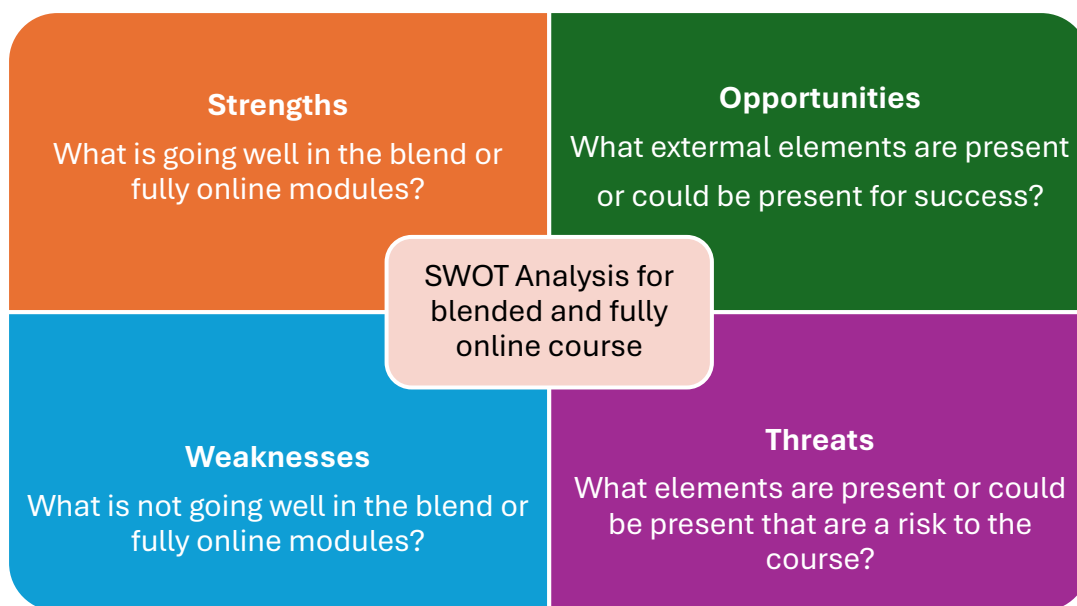 Strengths
What is going well in the blend or
fully online modules?
Opportunities
What extermal elements are present
or could be present for success?
SWOT Analysis for
blended and fully
online course
Weaknesses
What is not going well in the blend or
fully online modules?
Threats
What elements are present or could
be present that are a risk to the
course?